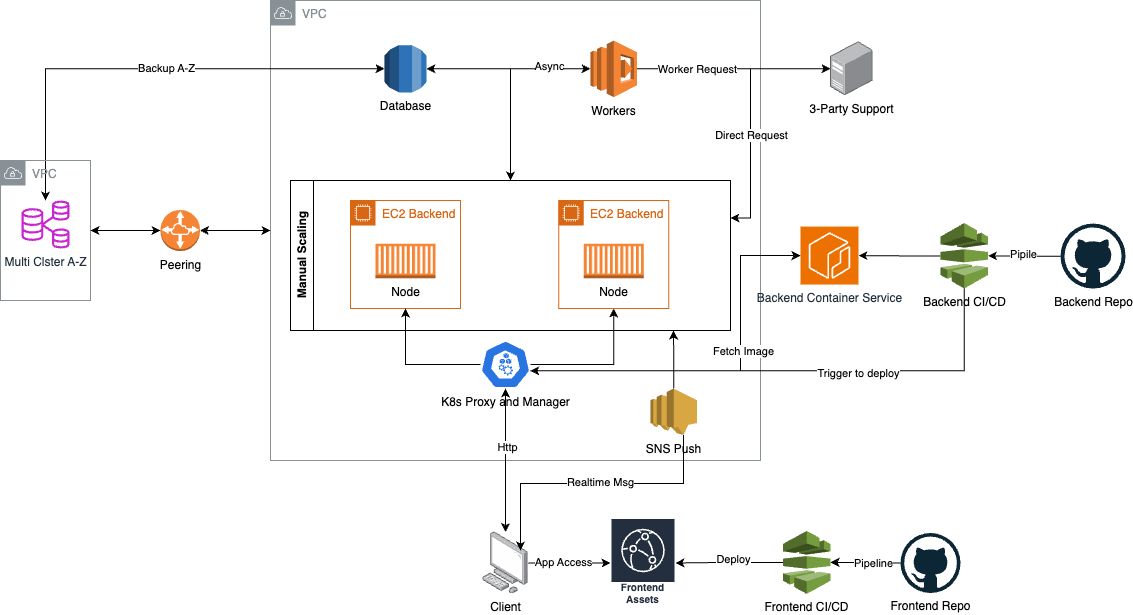 VPC
Backup A-Z
Database
Async
Workers
Worker Request
3-Party Support
Direct Request
VPC
Multi Clster A-Z
Peering
Manual Scaling
EC2 Backend
Node
EC2 Backend
Node
Backend Container Service
Backend CI/CD
Pipile
Backend Repo
Fetch Image
Trigger to deploy
K8s Proxy and Manager
SNS Push
Http
Realtime Msg
Client
App Access
Frontend
Assets
Deploy
Frontend CI/CD
Pipeline
Frontend Repo